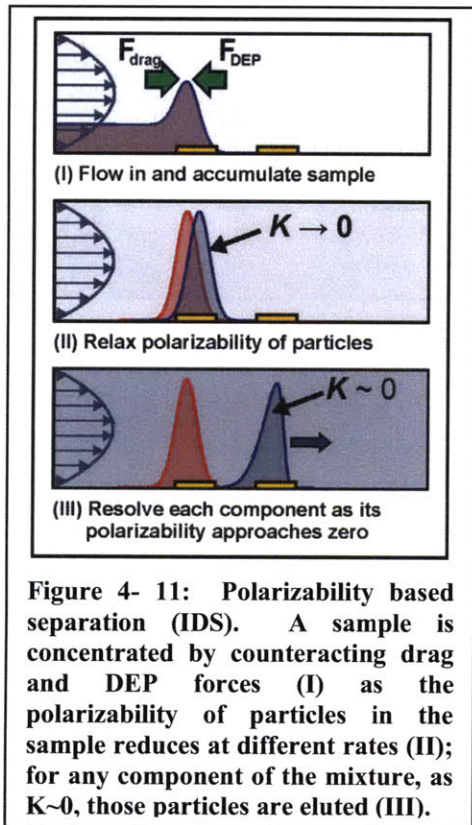 F_drag F_DEP
(I) Flow in and accumulate sample
K → 0
(II) Relax polarizability of particles
K ~ 0
(III) Resolve each component as its
polarizability approaches zero
Figure 4- 11: Polarizability based
separation (IDS). A sample is
concentrated by counteracting drag
and DEP forces (I) as the
polarizability of particles in the
sample reduces at different rates (II);
for any component of the mixture, as
K~0, those particles are eluted (III).